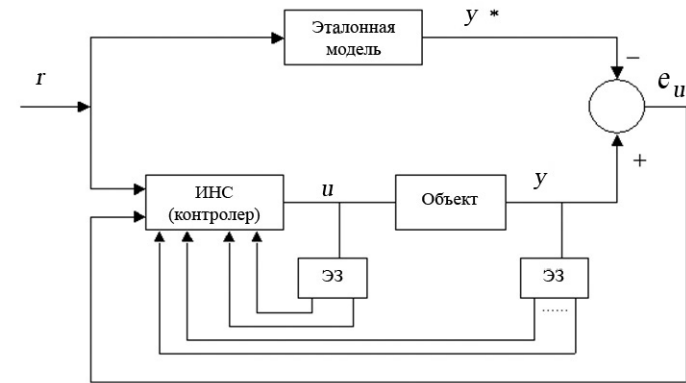 Эталонная
модель
y *
r
−
e u
+
ИНС
(контролер)
u
Объект
y
ЭЗ
ЭЗ
......